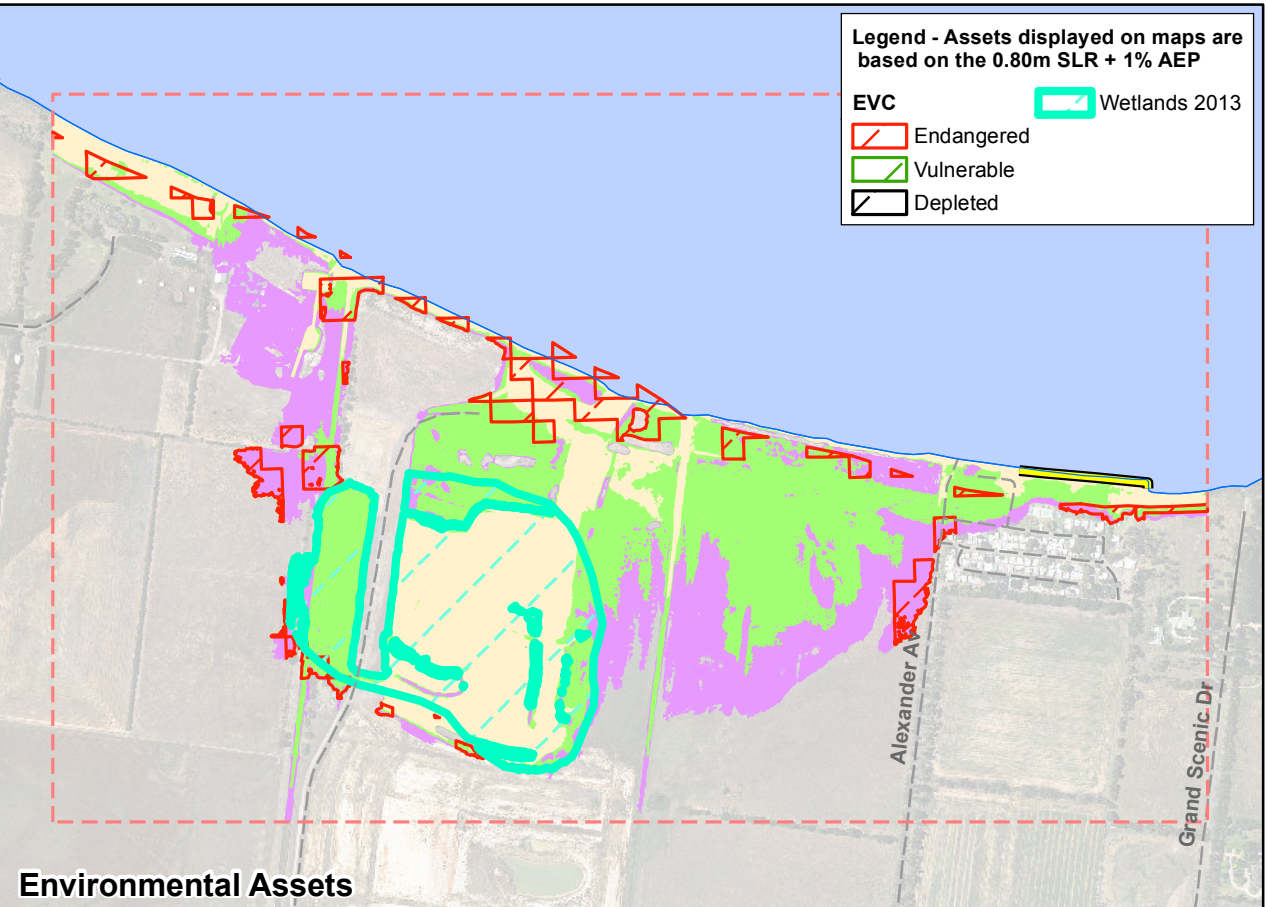 Legend - Assets displayed on maps are
based on the 0.80m SLR + 1% AEP
EVC
Wetlands 2013
Endangered
Vulnerable
Depleted
Alexander Av
Grand Scenic Dr
Environmental Assets